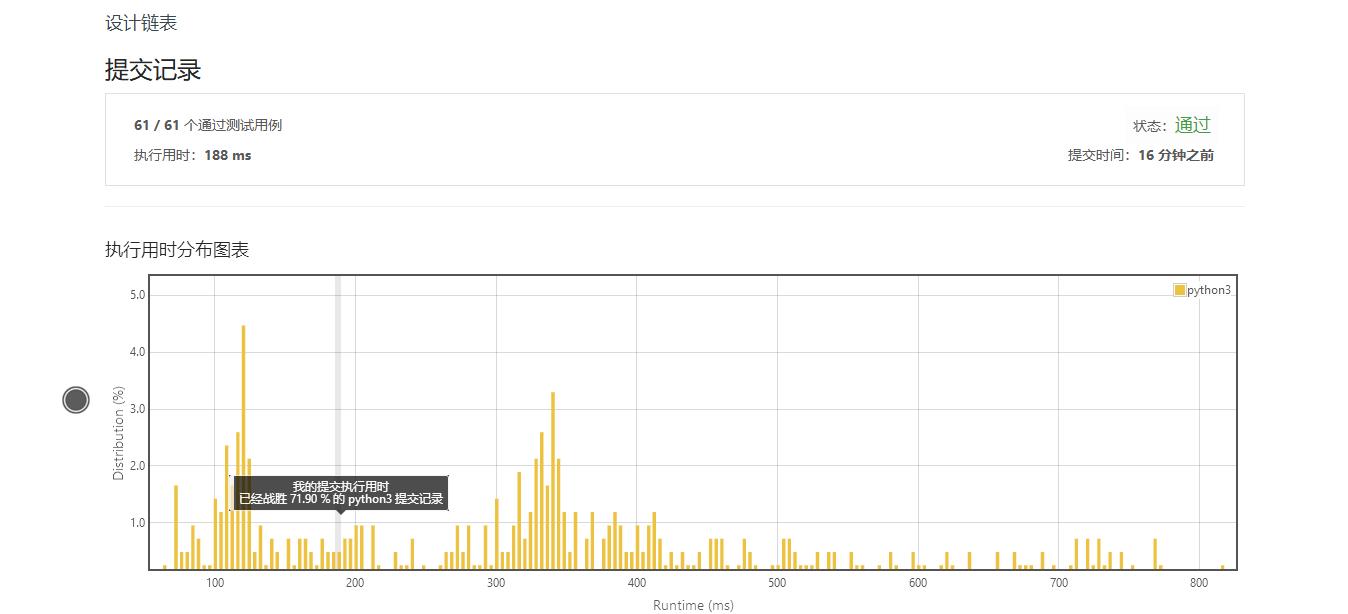 设计链表
提交记录
61 / 61 个通过测试用例
状态：通过
执行用时：188 ms
提交时间：16 分钟之前
执行用时分布图表
python3
5.0
4.0
3.0
2.0
1.0
Distribution (%)
我的提交执行用时
已经战胜 71.90 % 的 python3 提交记录
100 200 300 400 500 600 700 800
Runtime (ms)